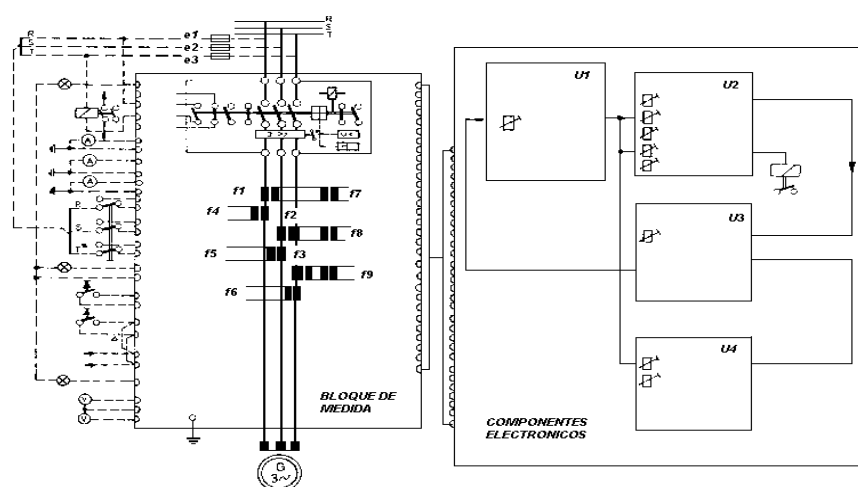 R
S
T
R
S
T
e1
e2
e3
U1
U2
A
A
A
f1
f7
f4
f2
R
S
f8
U3
T
f5
f3
f9
f6
U4
BLOQUE DE
MEDIDA
COMPONENTES
ELECTRONICOS
V
V
G
3~